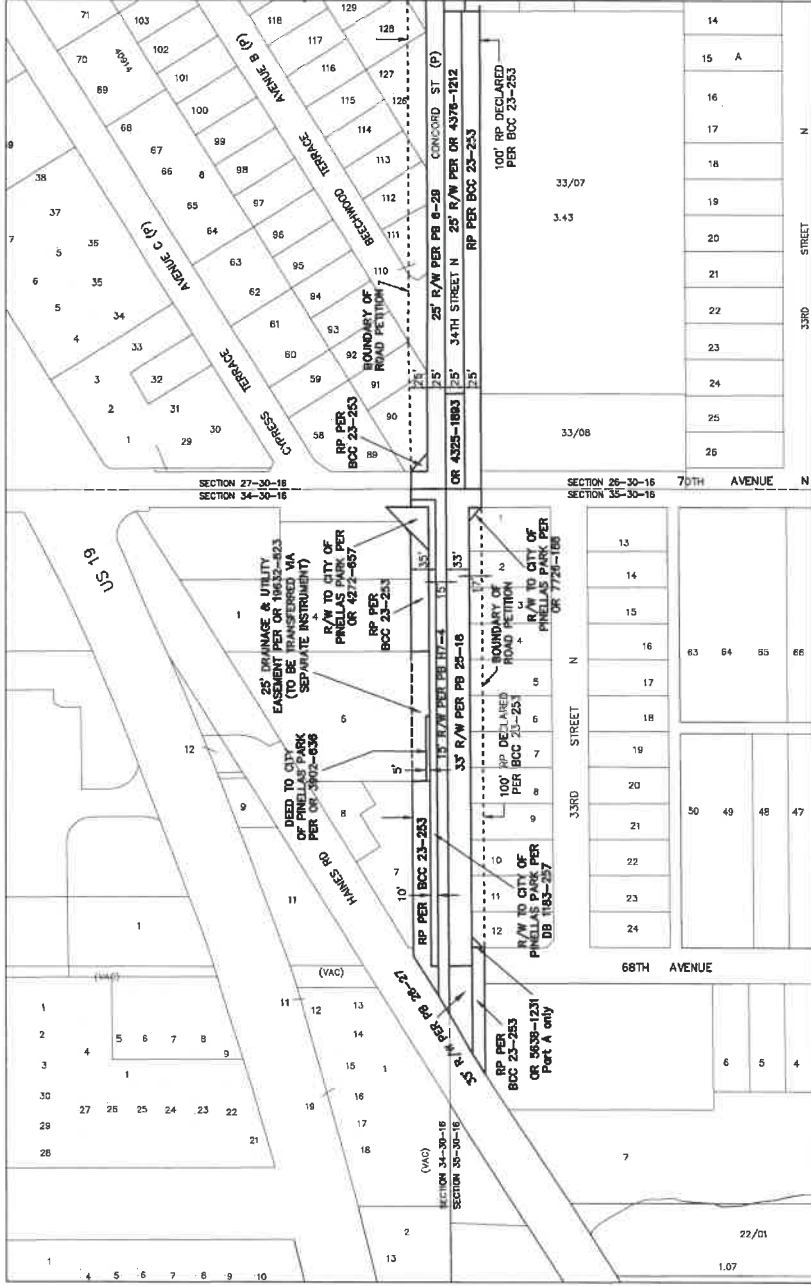 71
103
118
128
70
40914
102
117
69
101
116
127
38
68
100
AVENUE B (P)
115
126
37
67
99
114
7
5
36
66
8
98
TERRACE
113
6
35
65
97
BEECHWOOD
112
5
AVENUE C (P)
64
96
111
4
34
63
95
110
33
62
94
3
32
61
93
2
31
TERRACE
60
92
1
29
30
59
91
CYPRESS
58
90
89
BOUNDARY OF
ROAD PETITION
RP PER
BCC 23-253
25' R/W PER PB 6-29
CONCORD ST (P)
34TH STREET N
25' R/W PER OR 4376-1212
RP PER BCC 23-253
100' RP DECLARED
PER BCC 23-253
25'
25'
25'
25'
OR 4325-1893
33/07
3.43
33/08
14
15
A
16
17
18
19
20
21
22
23
24
25
26
33RD
STREET
N
SECTION 27-30-16
SECTION 34-30-16
SECTION 26-30-16
SECTION 35-30-16
70TH
AVENUE
N
US 19
1
4
25' DRAINAGE & UTILITY
EASEMENT PER OR 19632-823
(TO BE TRANSFERRED VIA
SEPARATE INSTRUMENT)
R/W TO CITY OF
PINELLAS PARK PER
OR 4272-657
RP PER
BCC 23-253
35'
33'
15'
17'
15' R/W PER PB H7-4
33' R/W PER PB 25-16
BOUNDARY OF
ROAD PETITION
R/W TO CITY OF
PINELLAS PARK PER
OR 7726-166
DEED TO CITY
OF PINELLAS PARK
PER OR 3902-636
5'
6
12
9
8
HAINES RD
7
11
10'
RP PER BCC 23-253
100' RP DECLARED
PER BCC 23-253
R/W TO CITY OF
PINELLAS PARK PER
DB 1183-257
1
2
3
4
5
6
7
8
9
10
11
12
33RD
STREET
N
13
14
15
16
17
18
19
20
21
22
23
24
63
64
65
66
50
49
48
47
1
(VAC)
(VAC)
68TH
AVENUE
33' R/W PER PB 26-27
RP PER
BCC 23-253
OR 5638-1231
Part A only
1
2
3
30
29
28
4
5
6
7
8
9
1
27
26
25
24
23
22
21
11
12
13
14
15
1
16
19
17
18
(VAC)
SECTION 34-30-16
SECTION 35-30-16
6
5
4
7
2
13
1
4
5
6
7
8
9
10
22/01
1.07